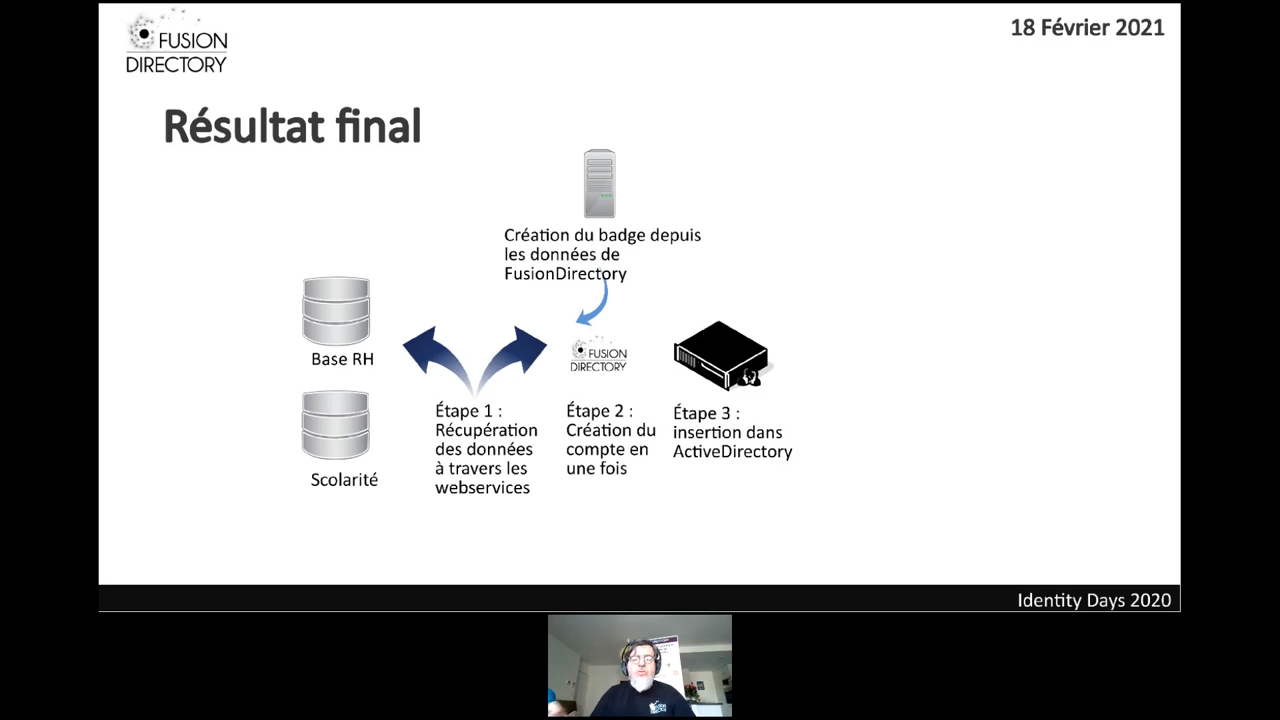 FUSION
DIRECTORY
18 Février 2021
Résultat final
Création du badge depuis
les données de
FusionDirectory
Base RH
FUSION
DIRECTORY
Étape 1 :
Récupération
des données
à travers les
webservices
Étape 2 :
Création du
compte en
une fois
Étape 3 :
insertion dans
ActiveDirectory
Scolarité
Identity Days 2020